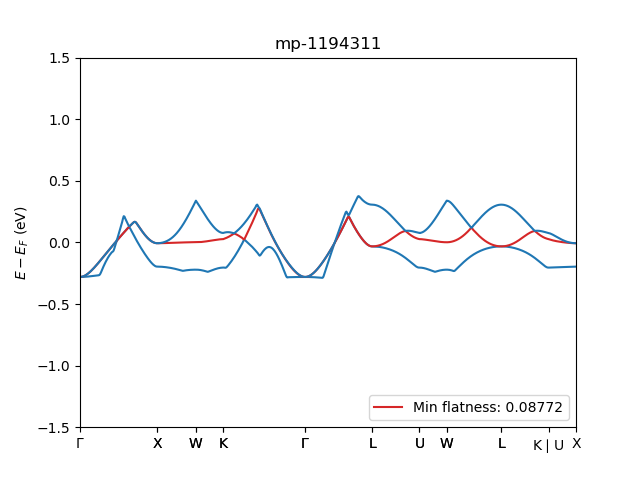 mp-1194311
E − E_F (eV)
1.5
1.0
0.5
0.0
−0.5
−1.0
−1.5
Min flatness: 0.08772
Γ X W K Γ L U W L K | U X